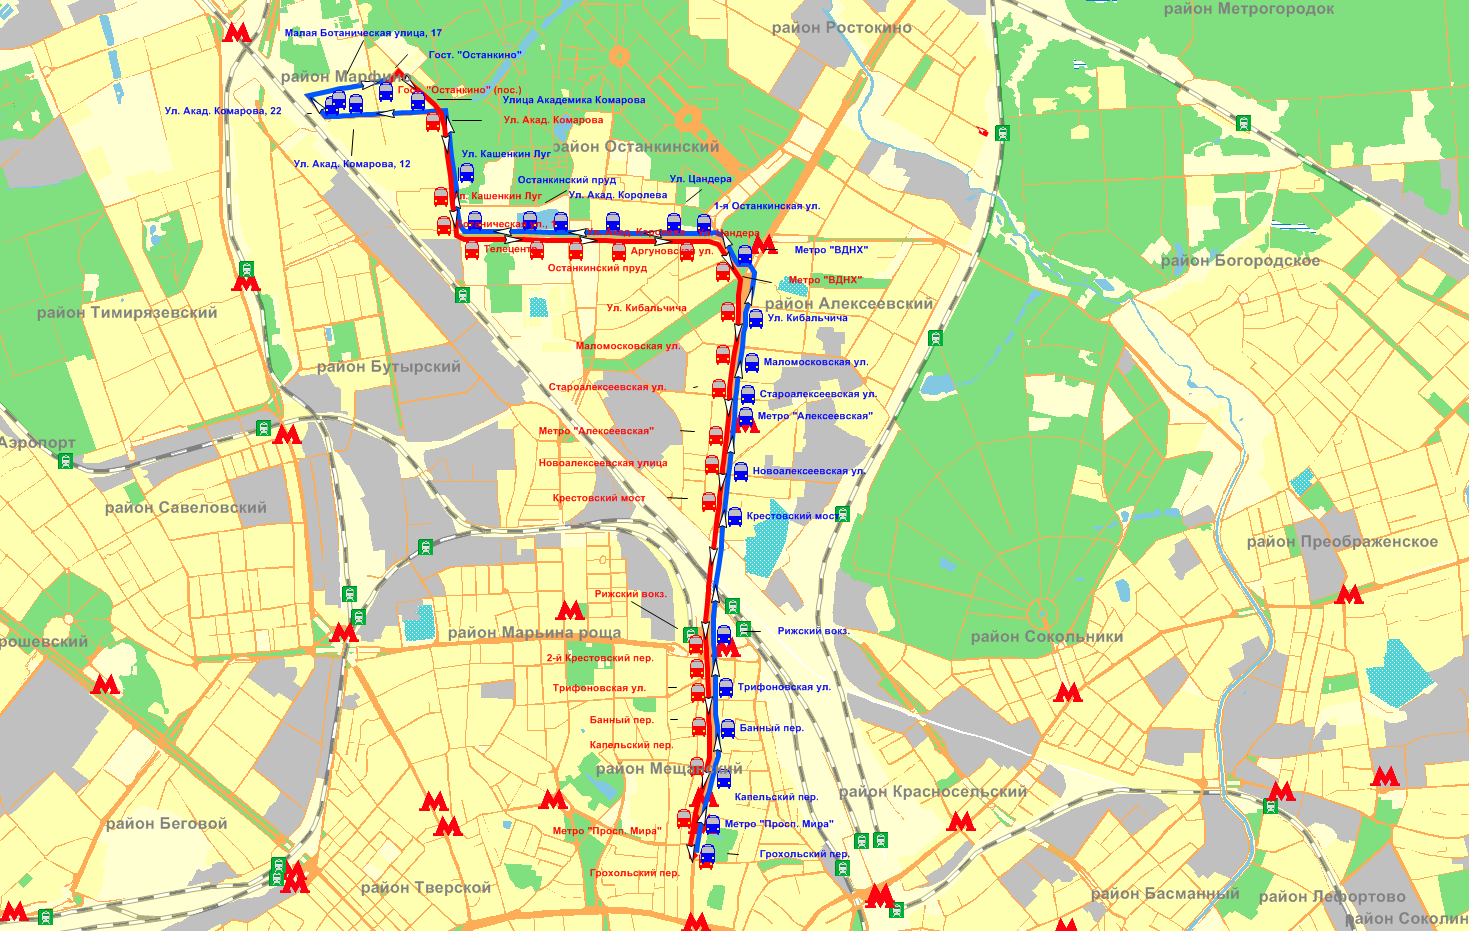 район Метрогородок
район Ростокино
Малая Ботаническая улица, 17
Гост. "Останкино"
район Марфино
Гост. "Останкино" (пос.)
Улица Академика Комарова
Ул. Акад. Комарова, 22
Ул. Акад. Комарова
район Останкинский
Ул. Кашенкин Луг
Ул. Акад. Комарова, 12
Останкинский пруд
Ул. Цандера
Ул. Кашенкин Луг
Ул. Акад. Королева
1-я Останкинская ул.
Ул. Акад. Королева
Цандера
Телецентр
Аргуновская ул.
Метро "ВДНХ"
район Богородское
Останкинский пруд
Метро "ВДНХ"
район Алексеевский
Ул. Кибальчича
район Тимирязевский
Ул. Кибальчича
Маломосковская ул.
Маломосковская ул.
район Бутырский
Староалексеевская ул.
Староалексеевская ул.
Метро "Алексеевская"
Метро "Алексеевская"
Аэропорт
Новоалексеевская улица
Новоалексеевская ул.
Крестовский мост
район Савеловский
Крестовский мост
район Преображенское
Рижский вокз.
район Марьина роща
Рижский вокз.
район Сокольники
рошевский
2-й Крестовский пер.
Трифоновская ул.
Трифоновская ул.
Банный пер.
Банный пер.
Капельский пер.
район Мещанский
район Красносельский
Капельский пер.
район Беговой
Метро "Просп. Мира"
Метро "Просп. Мира"
Грохольский пер.
Грохольский пер.
район Тверской
район Басманный
район Лефортово
район Соколин